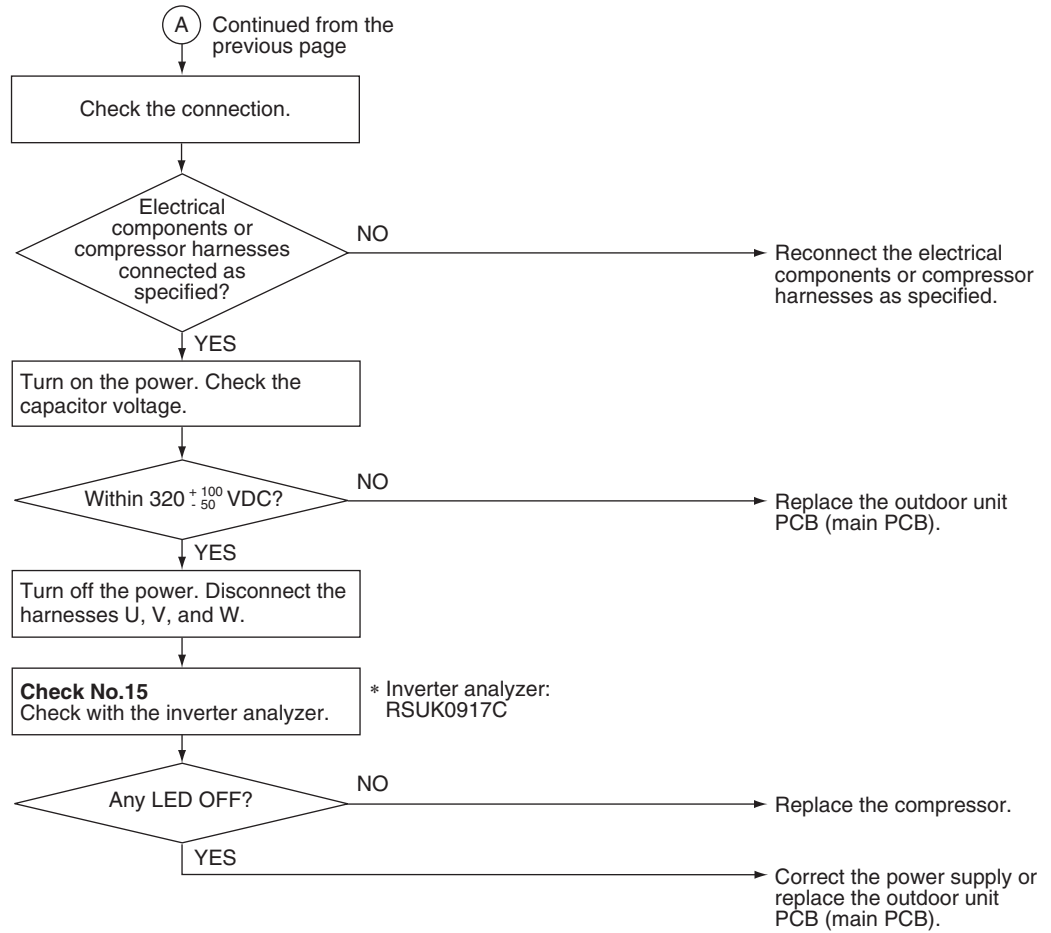 A
Continued from the
previous page
Check the connection.
Electrical
components or
compressor harnesses
connected as
specified?
NO
Reconnect the electrical
components or compressor
harnesses as specified.
YES
Turn on the power. Check the
capacitor voltage.
Within 320 + 100 - 50 VDC?
NO
Replace the outdoor unit
PCB (main PCB).
YES
Turn off the power. Disconnect the
harnesses U, V, and W.
Check No.15
Check with the inverter analyzer.
* Inverter analyzer:
RSUK0917C
Any LED OFF?
NO
Replace the compressor.
YES
Correct the power supply or
replace the outdoor unit
PCB (main PCB).